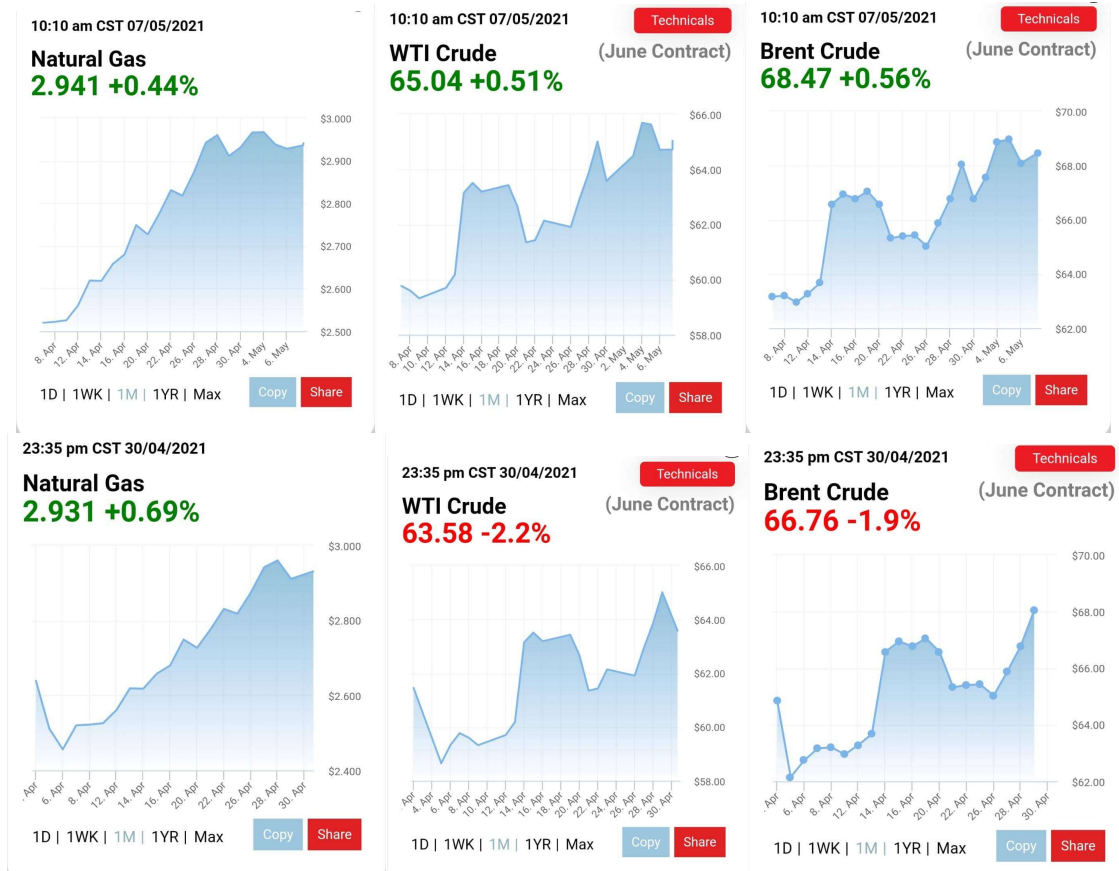 10:10 am CST 07/05/2021
Natural Gas
2.941 +0.44%
$3.000
$2.900
$2.800
$2.700
$2.600
$2.500
8. Apr
12. Apr
14. Apr
16. Apr
20. Apr
22. Apr
26. Apr
28. Apr
30. Apr
4. May
6. May
1D | 1WK | 1M | 1YR | Max
Copy
Share
10:10 am CST 07/05/2021
Technicals
WTI Crude
(June Contract)
65.04 +0.51%
$66.00
$64.00
$62.00
$60.00
$58.00
8. Apr
10. Apr
12. Apr
14. Apr
16. Apr
18. Apr
20. Apr
22. Apr
24. Apr
26. Apr
28. Apr
30. Apr
2. May
4. May
6. May
1D | 1WK | 1M | 1YR | Max
Copy
Share
10:10 am CST 07/05/2021
Technicals
Brent Crude
(June Contract)
68.47 +0.56%
$70.00
$68.00
$66.00
$64.00
$62.00
8. Apr
12. Apr
14. Apr
16. Apr
20. Apr
22. Apr
26. Apr
28. Apr
30. Apr
4. May
6. May
1D | 1WK | 1M | 1YR | Max
Copy
Share
23:35 pm CST 30/04/2021
Natural Gas
2.931 +0.69%
$3.000
$2.800
$2.600
$2.400
. Apr
6. Apr
8. Apr
12. Apr
14. Apr
16. Apr
20. Apr
22. Apr
26. Apr
28. Apr
30. Apr
1D | 1WK | 1M | 1YR | Max
Copy
Share
23:35 pm CST 30/04/2021
Technicals
WTI Crude
(June Contract)
63.58 -2.2%
$66.00
$64.00
$62.00
$60.00
$58.00
. Apr
4. Apr
6. Apr
8. Apr
10. Apr
12. Apr
14. Apr
16. Apr
18. Apr
20. Apr
22. Apr
24. Apr
26. Apr
28. Apr
30. Apr
1D | 1WK | 1M | 1YR | Max
Copy
Share
23:35 pm CST 30/04/2021
Technicals
Brent Crude
(June Contract)
66.76 -1.9%
$70.00
$68.00
$66.00
$64.00
$62.00
. Apr
6. Apr
8. Apr
12. Apr
14. Apr
16. Apr
20. Apr
22. Apr
26. Apr
28. Apr
30. Apr
1D | 1WK | 1M | 1YR | Max
Copy
Share